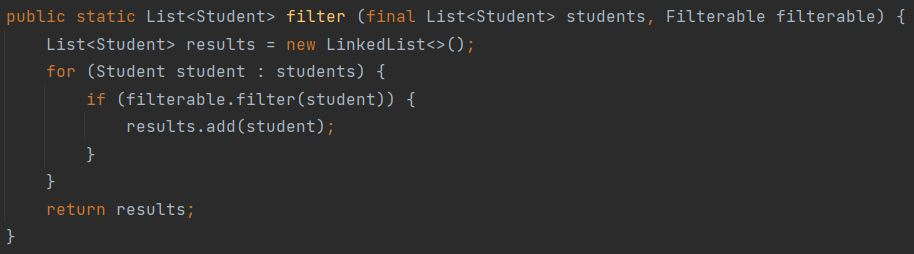 public static List<Student> filter (final List<Student> students, Filterable filterable) {
    List<Student> results = new LinkedList<>();
    for (Student student : students) {
        if (filterable.filter(student)) {
            results.add(student);
        }
    }
    return results;
}